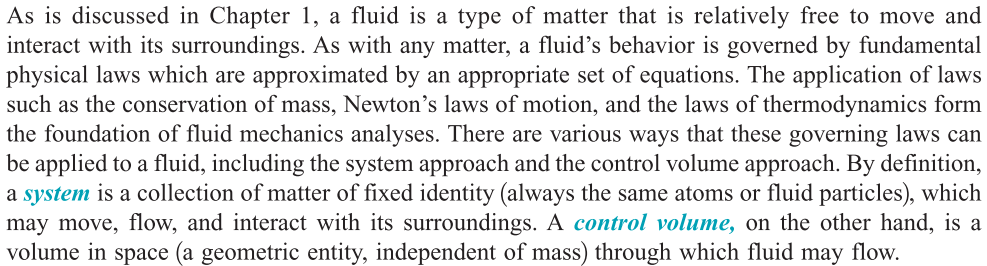 As is discussed in Chapter 1, a fluid is a type of matter that is relatively free to move and
interact with its surroundings. As with any matter, a fluid’s behavior is governed by fundamental
physical laws which are approximated by an appropriate set of equations. The application of laws
such as the conservation of mass, Newton’s laws of motion, and the laws of thermodynamics form
the foundation of fluid mechanics analyses. There are various ways that these governing laws can
be applied to a fluid, including the system approach and the control volume approach. By definition,
a system is a collection of matter of fixed identity (always the same atoms or fluid particles), which
may move, flow, and interact with its surroundings. A control volume, on the other hand, is a
volume in space (a geometric entity, independent of mass) through which fluid may flow.